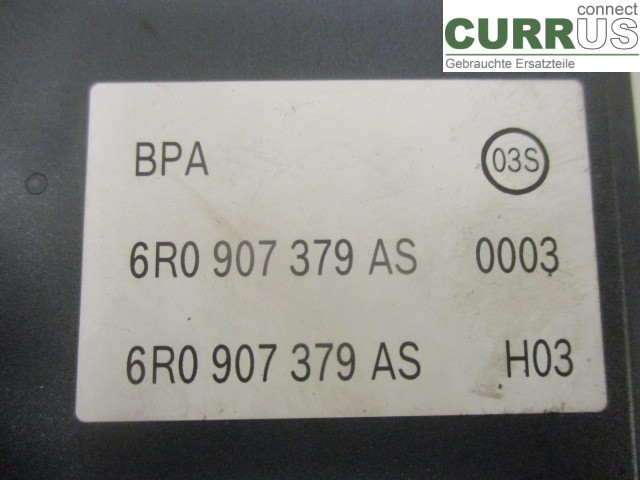 connect
CURRUS
Gebrauchte Ersatzteile
BPA 03S
6R0 907 379 AS 0003
6R0 907 379 AS H03